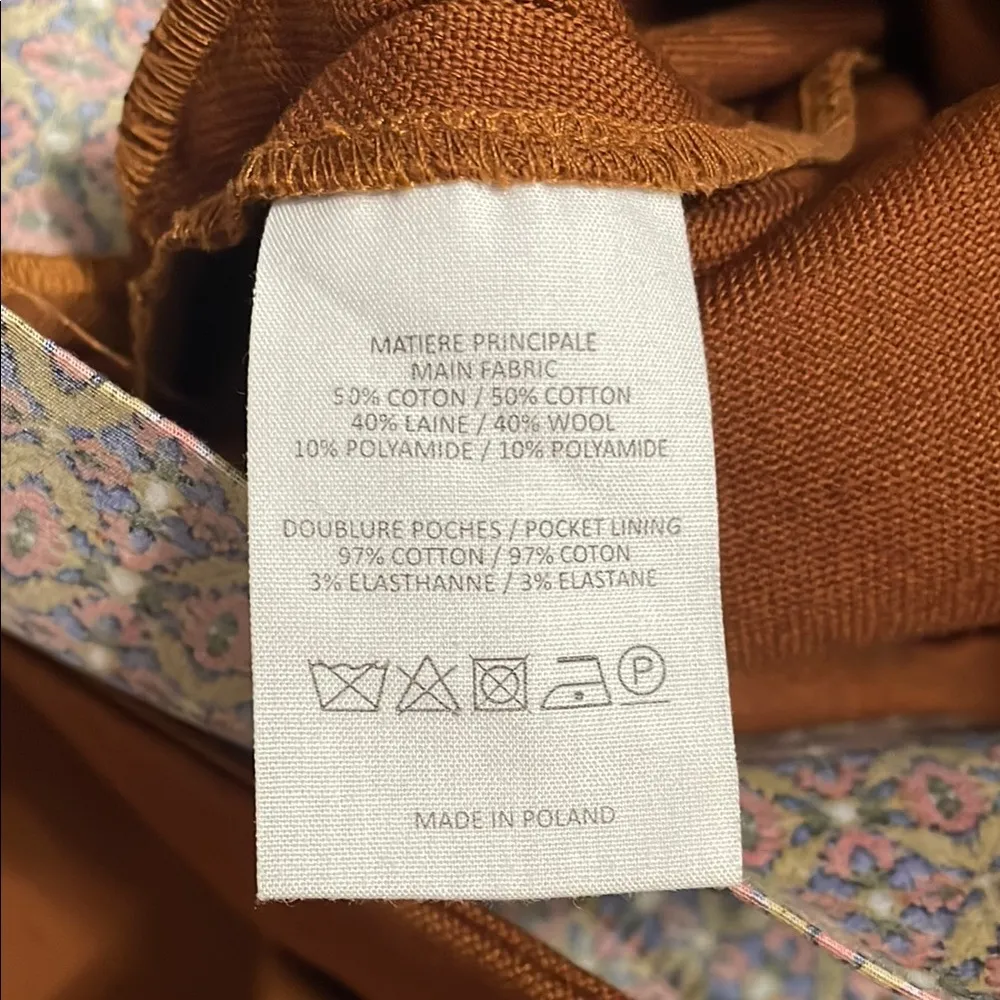 MATIERE PRINCIPALE
MAIN FABRIC
50% COTON / 50% COTTON
40% LAINE / 40% WOOL
10% POLYAMIDE / 10% POLYAMIDE
DOUBLURE POCHES / POCKET LINING
97% COTTON / 97% COTON
3% ELASTHANNE / 3% ELASTANE
P
MADE IN POLAND